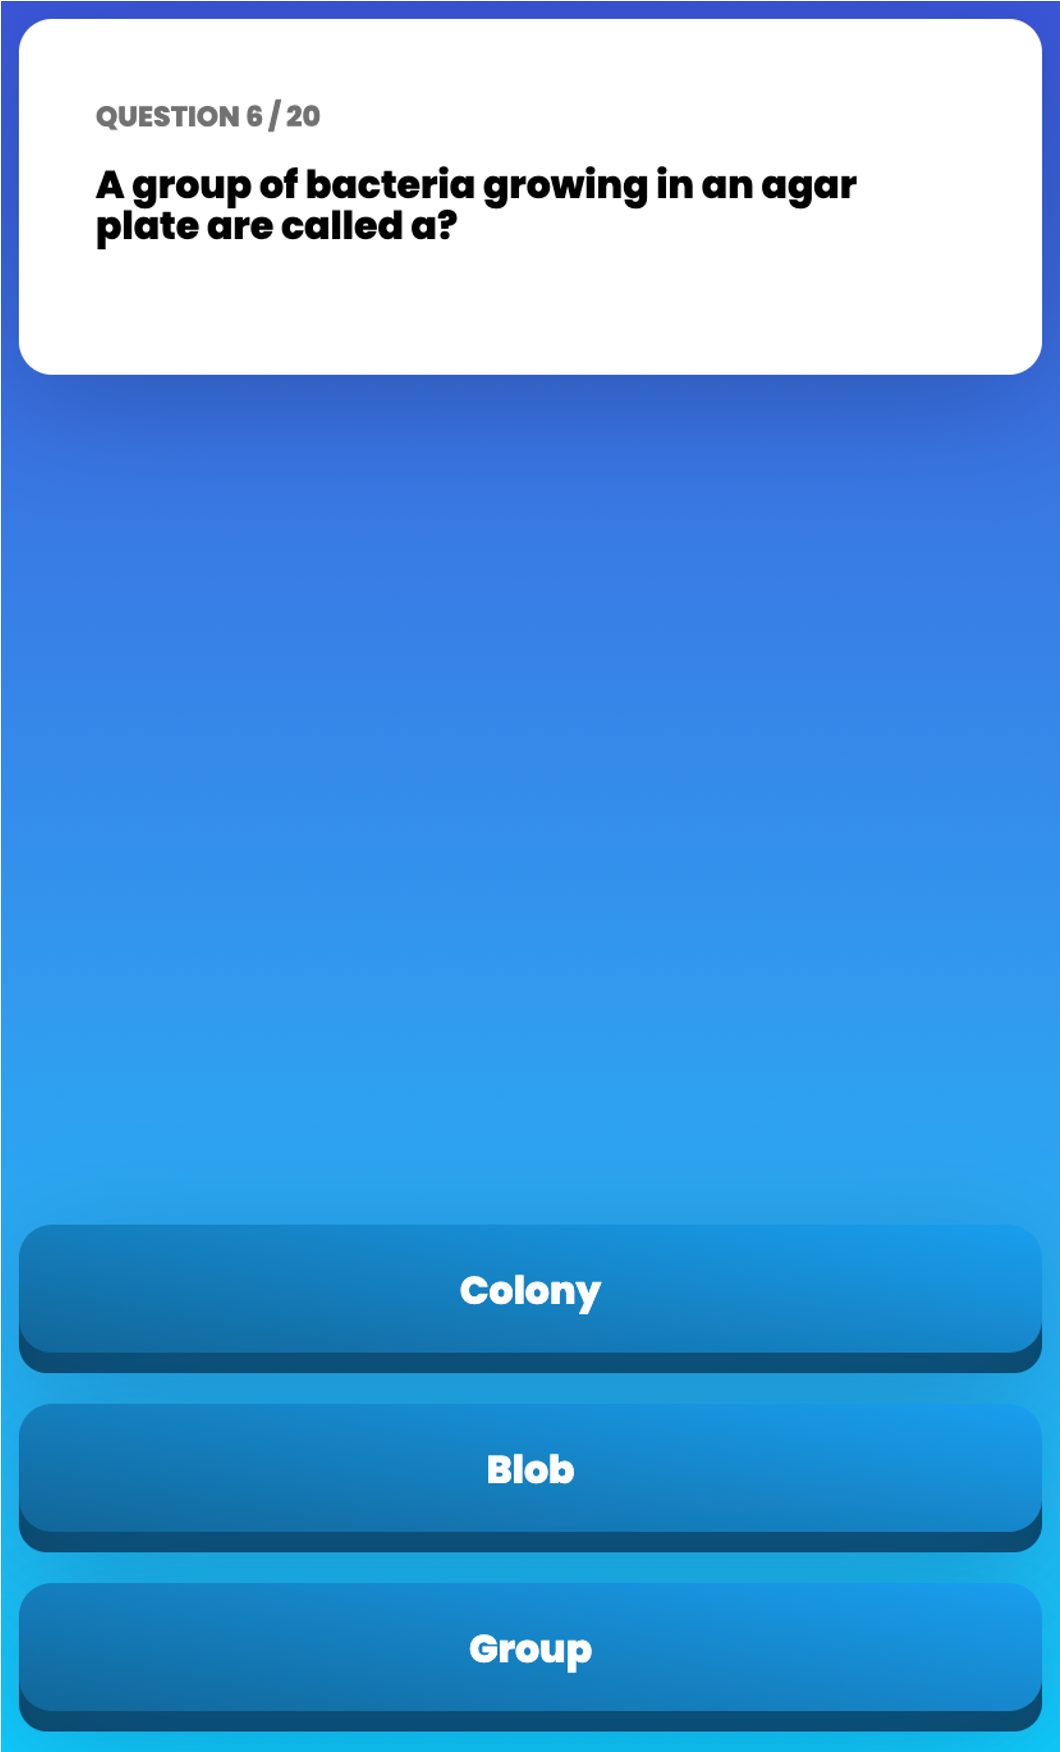 QUESTION 6 / 20
A group of bacteria growing in an agar
plate are called a?
Colony
Blob
Group